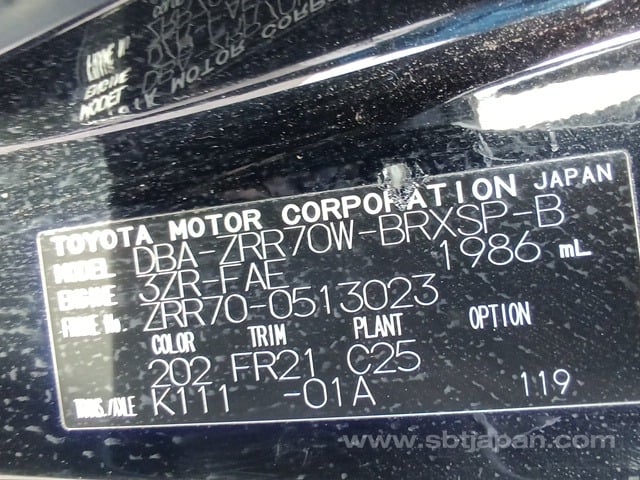 TOYOTA MOTOR CORPORATION JAPAN
MODEL DBA-ZRR70W-BRXSP-B
ENGINE 3ZR-FAE 1986 mL
FRAME No. ZRR70-0513023
COLOR TRIM PLANT OPTION
202 FR21 C25
TRANS./AXLE K111 -01A 119
www.sbtjapan.com